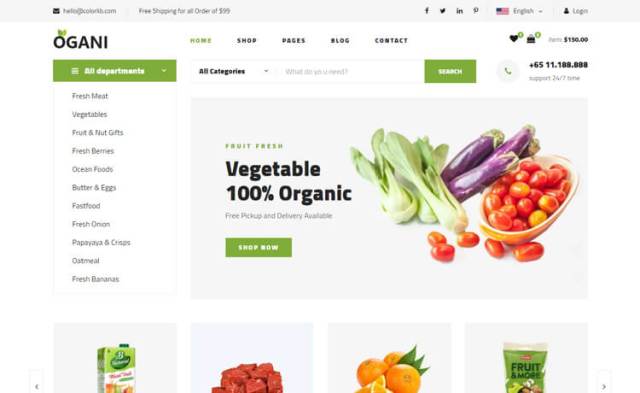 hello@colorlib.com
Free Shipping for all Order of $99
English
Login
OGANI
HOME SHOP PAGES BLOG CONTACT
item: $150.00
All departments
All Categories
What do yo u need?
SEARCH
+65 11.188.888
support 24/7 time
Fresh Meat
Vegetables
Fruit & Nut Gifts
Fresh Berries
Ocean Foods
Butter & Eggs
Fastfood
Fresh Onion
Papayaya & Crisps
Oatmeal
Fresh Bananas
FRUIT FRESH
Vegetable
100% Organic
Free Pickup and Delivery Available
SHOP NOW
B
Natural
Mixed Fruit
FRUIT
& MORE